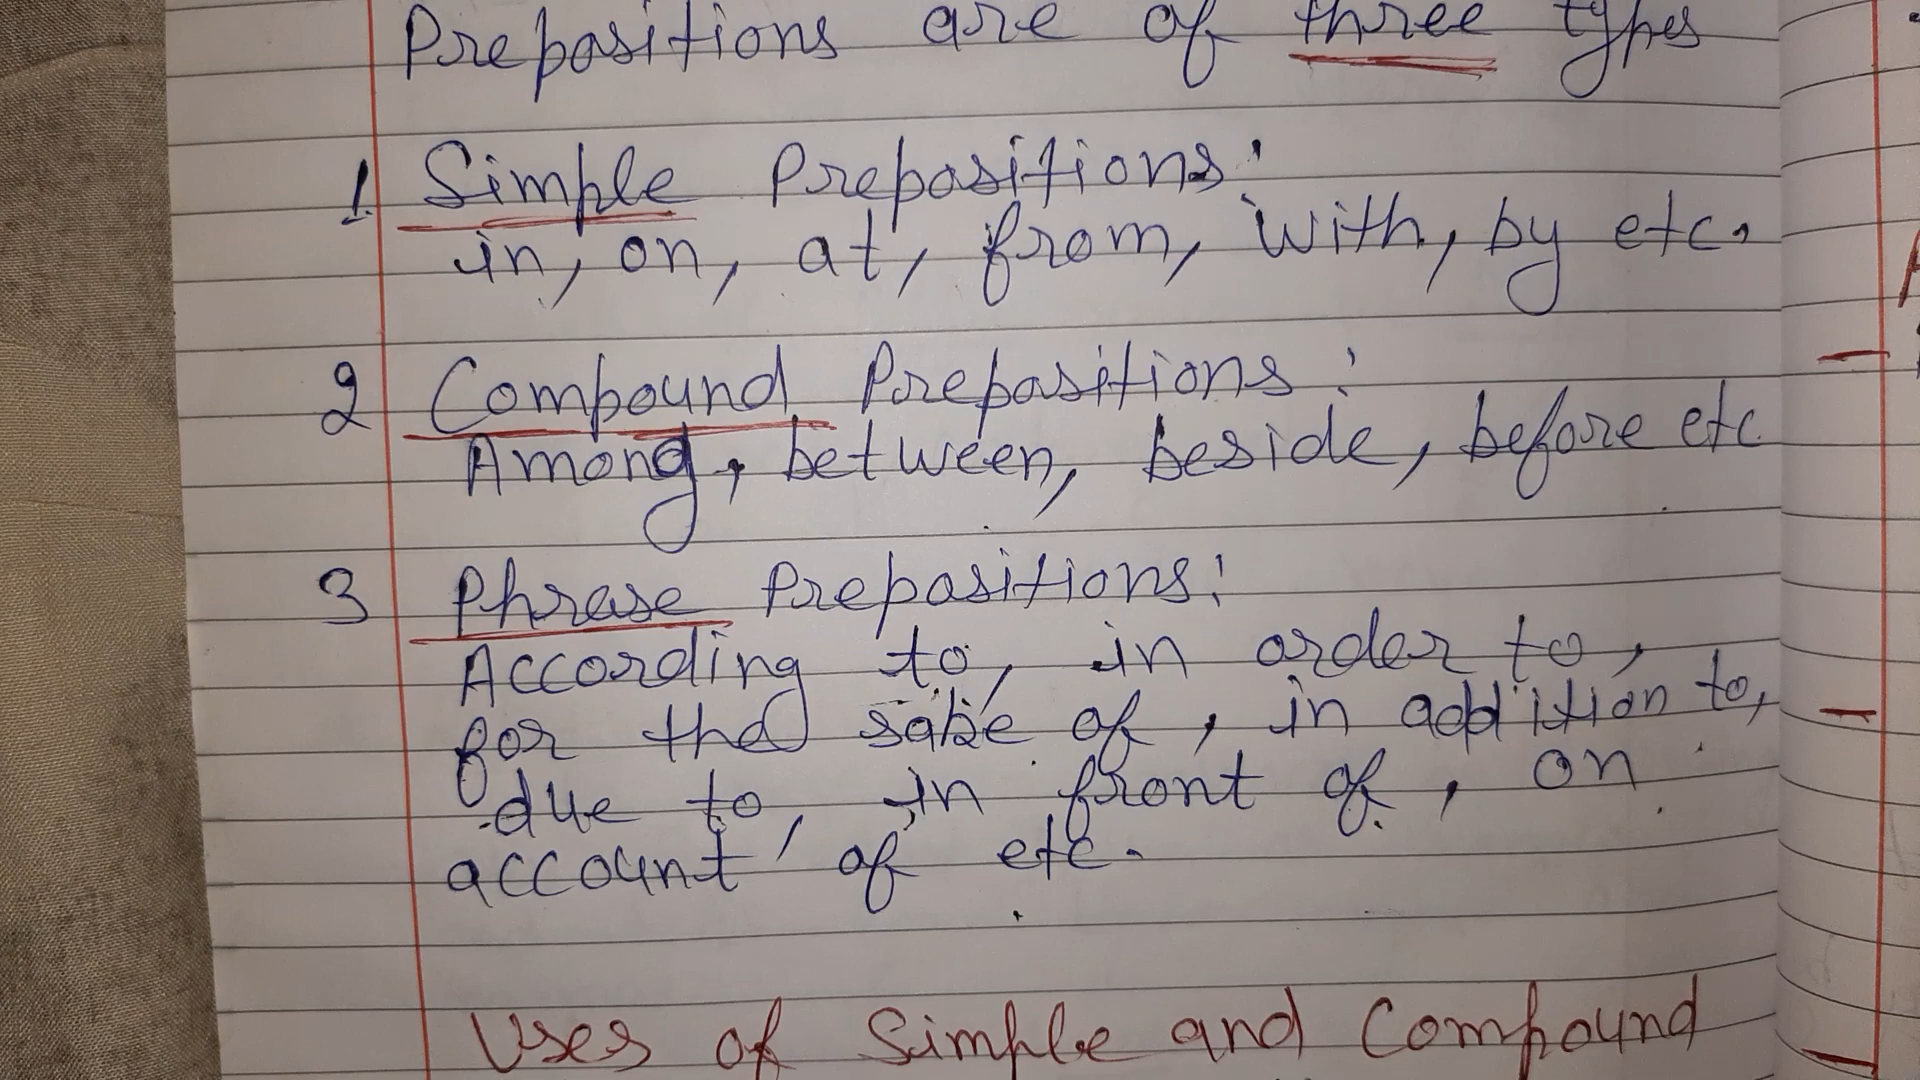 Prepositions are of three types
1. Simple Prepositions:
in, on, at, from, with, by etc.
2 Compound Prepositions:
Among, between, beside, before etc
3 Phrase Prepositions:
According to, in order to,
for the sake of, in addition to,
due to, in front of, on
account of etc.
Uses of Simple and Compound